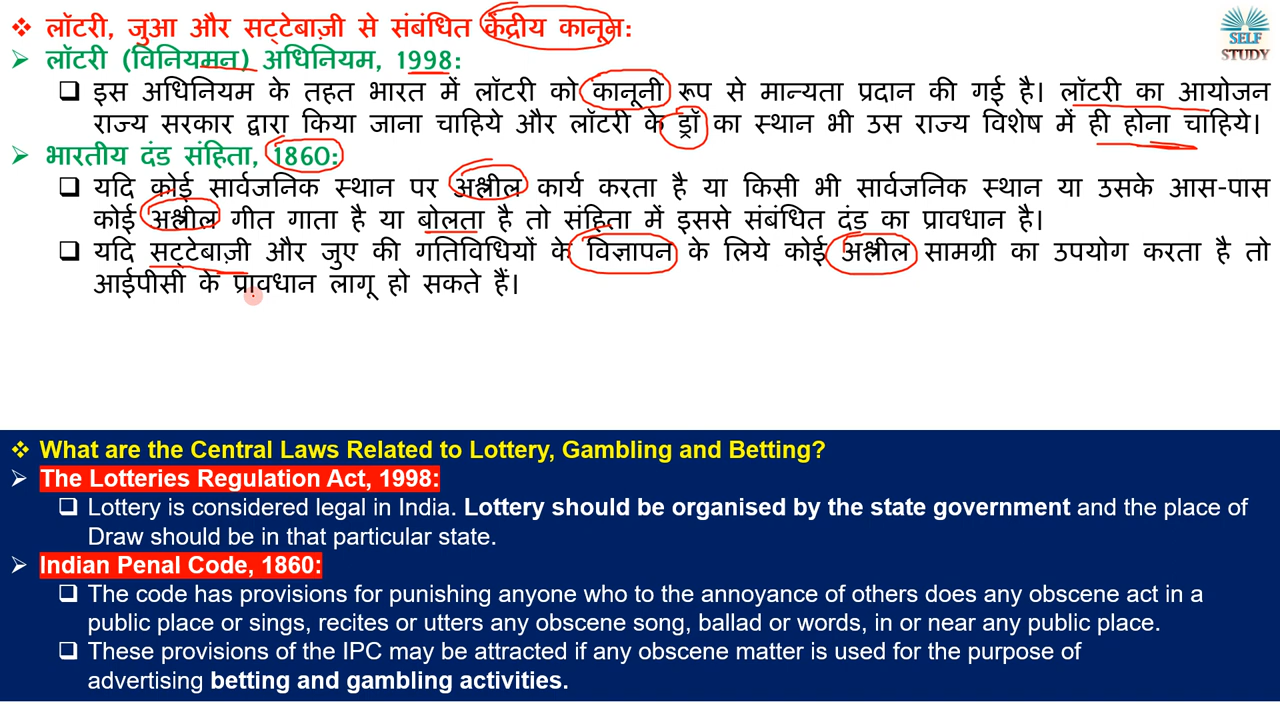 ❖ लॉटरी, जुआ और सट्टेबाज़ी से संबंधित केंद्रीय कानून:
SELF
STUDY
➢ लॉटरी (विनियमन) अधिनियम, 1998:
❑ इस अधिनियम के तहत भारत में लॉटरी को कानूनी रूप से मान्यता प्रदान की गई है। लॉटरी का आयोजन
राज्य सरकार द्वारा किया जाना चाहिये और लॉटरी के ड्रॉ का स्थान भी उस राज्य विशेष में ही होना चाहिये।
➢ भारतीय दंड संहिता, 1860:
❑ यदि कोई सार्वजनिक स्थान पर अश्लील कार्य करता है या किसी भी सार्वजनिक स्थान या उसके आस-पास
कोई अश्लील गीत गाता है या बोलता है तो संहिता में इससे संबंधित दंड का प्रावधान है।
❑ यदि सट्टेबाज़ी और जुए की गतिविधियों के विज्ञापन के लिये कोई अश्लील सामग्री का उपयोग करता है तो
आईपीसी के प्रावधान लागू हो सकते हैं।
❖ What are the Central Laws Related to Lottery, Gambling and Betting?
➢ The Lotteries Regulation Act, 1998:
❑ Lottery is considered legal in India. Lottery should be organised by the state government and the place of
Draw should be in that particular state.
➢ Indian Penal Code, 1860:
❑ The code has provisions for punishing anyone who to the annoyance of others does any obscene act in a
public place or sings, recites or utters any obscene song, ballad or words, in or near any public place.
❑ These provisions of the IPC may be attracted if any obscene matter is used for the purpose of
advertising betting and gambling activities.